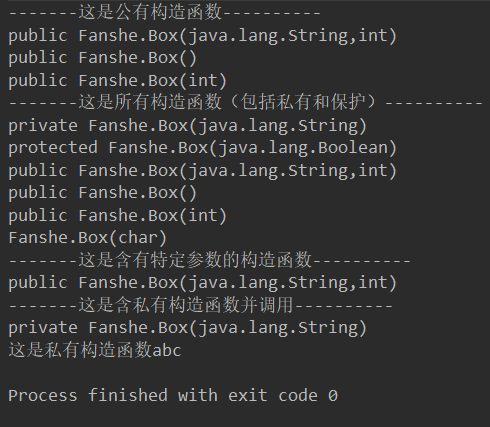 -------这是公有构造函数----------
public Fanshe.Box(java.lang.String,int)
public Fanshe.Box()
public Fanshe.Box(int)
-------这是所有构造函数（包括私有和保护）----------
private Fanshe.Box(java.lang.String)
protected Fanshe.Box(java.lang.Boolean)
public Fanshe.Box(java.lang.String,int)
public Fanshe.Box()
public Fanshe.Box(int)
Fanshe.Box(char)
-------这是含有特定参数的构造函数----------
public Fanshe.Box(java.lang.String,int)
-------这是含私有构造函数并调用----------
private Fanshe.Box(java.lang.String)
这是私有构造函数abc
Process finished with exit code 0